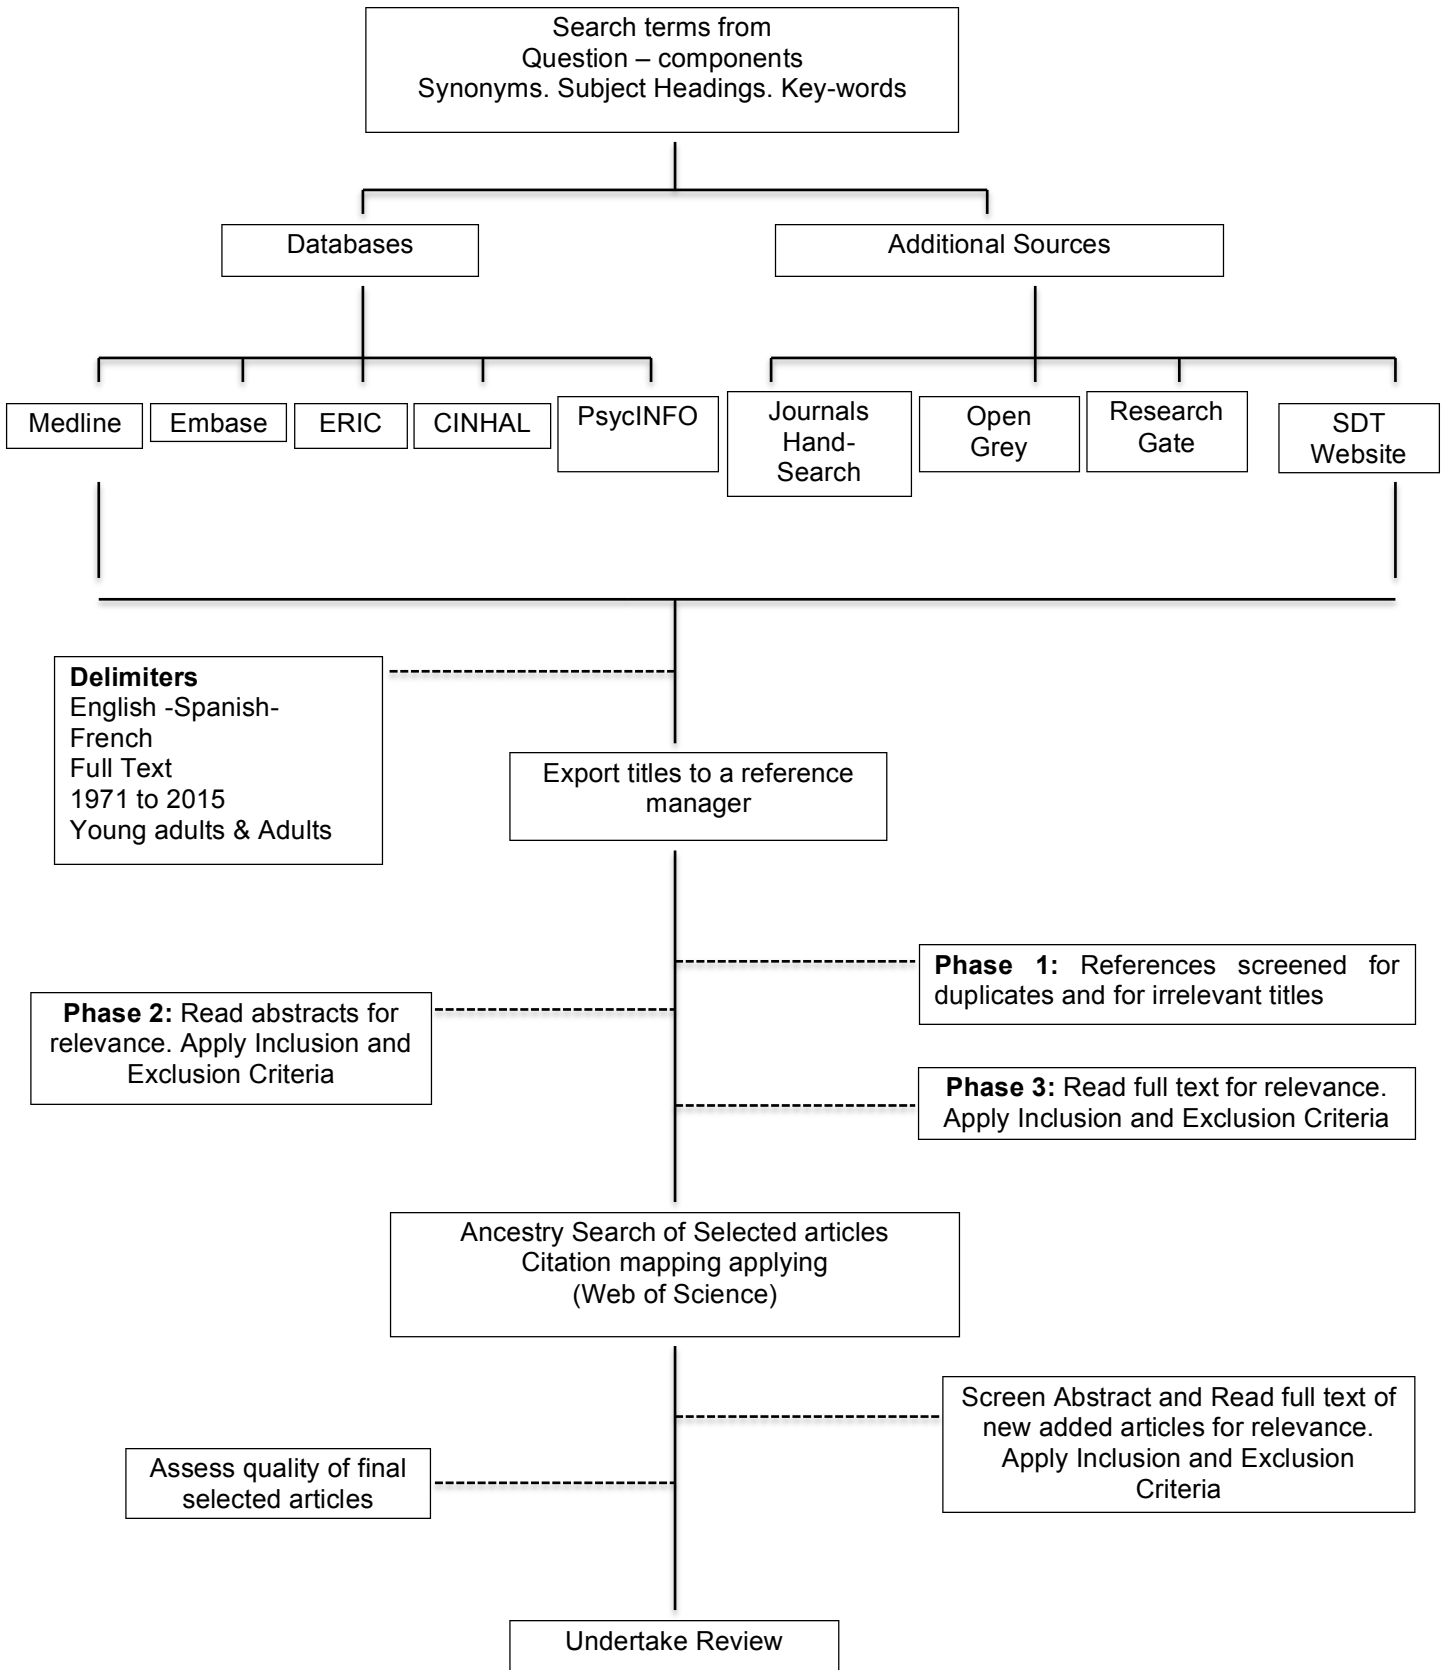 Search terms from
Question – components
Synonyms. Subject Headings. Key-words
Databases
Additional Sources
Medline
Embase
ERIC
CINHAL
PsycINFO
Journals
Hand-
Search
Open
Grey
Research
Gate
SDT
Website
Delimiters
English -Spanish-
French
Full Text
1971 to 2015
Young adults & Adults
Export titles to a reference
manager
Phase 1: References screened for
duplicates and for irrelevant titles
Phase 2: Read abstracts for
relevance. Apply Inclusion and
Exclusion Criteria
Phase 3: Read full text for relevance.
Apply Inclusion and Exclusion Criteria
Ancestry Search of Selected articles
Citation mapping applying
(Web of Science)
Screen Abstract and Read full text of
new added articles for relevance.
Apply Inclusion and Exclusion
Criteria
Assess quality of final
selected articles
Undertake Review